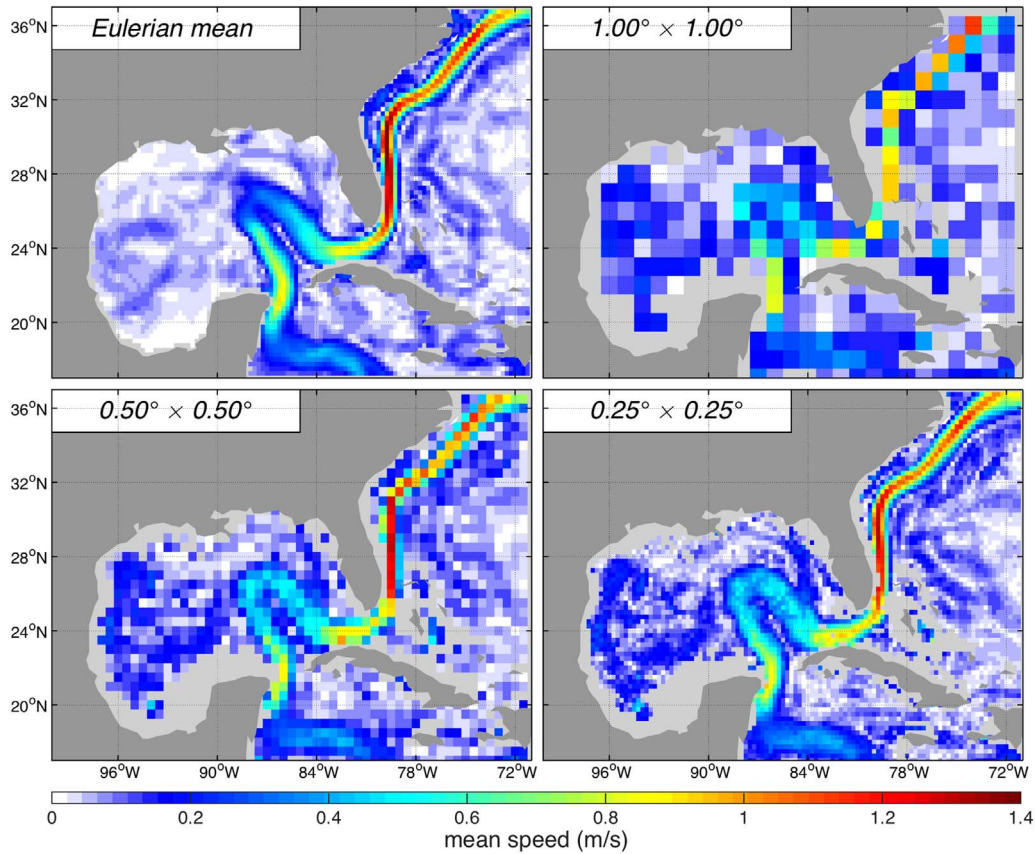 Eulerian mean
1.00° × 1.00°
36°N
32°N
28°N
24°N
20°N
0.50° × 0.50°
0.25° × 0.25°
36°N
32°N
28°N
24°N
20°N
96°W 90°W 84°W 78°W 72°W 96°W 90°W 84°W 78°W 72°W
0 0.2 0.4 0.6 0.8 1 1.2 1.4
mean speed (m/s)